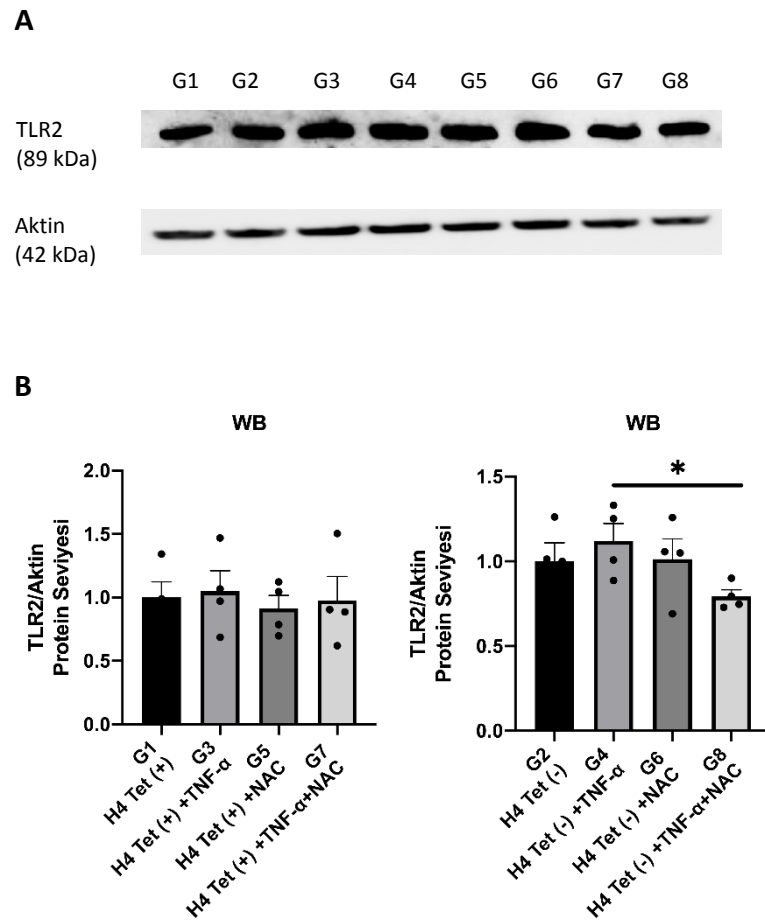 A
G1 G2 G3 G4 G5 G6 G7 G8
TLR2
(89 kDa)
Aktin
(42 kDa)
B
WB
TLR2/Aktin
Protein Seviyesi
2.0
1.5
1.0
0.5
0.0
G1
H4 Tet (+)
G3
H4 Tet (+) +TNF-α
G5
H4 Tet (+) +NAC
G7
H4 Tet (+) +TNF-α+NAC
WB
TLR2/Aktin
Protein Seviyesi
1.5
1.0
0.5
0.0
*
G2
H4 Tet (-)
G4
H4 Tet (-) +TNF-α
G6
H4 Tet (-) +NAC
G8
H4 Tet (-) +TNF-α+NAC